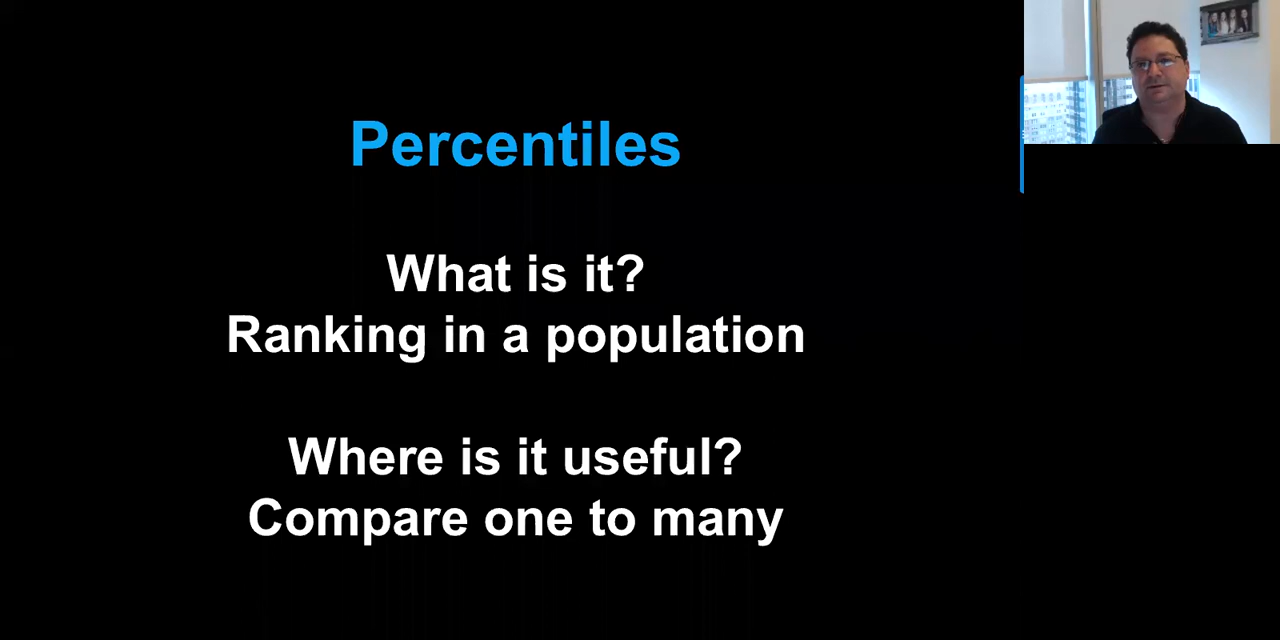 Percentiles
What is it?
Ranking in a population
Where is it useful?
Compare one to many